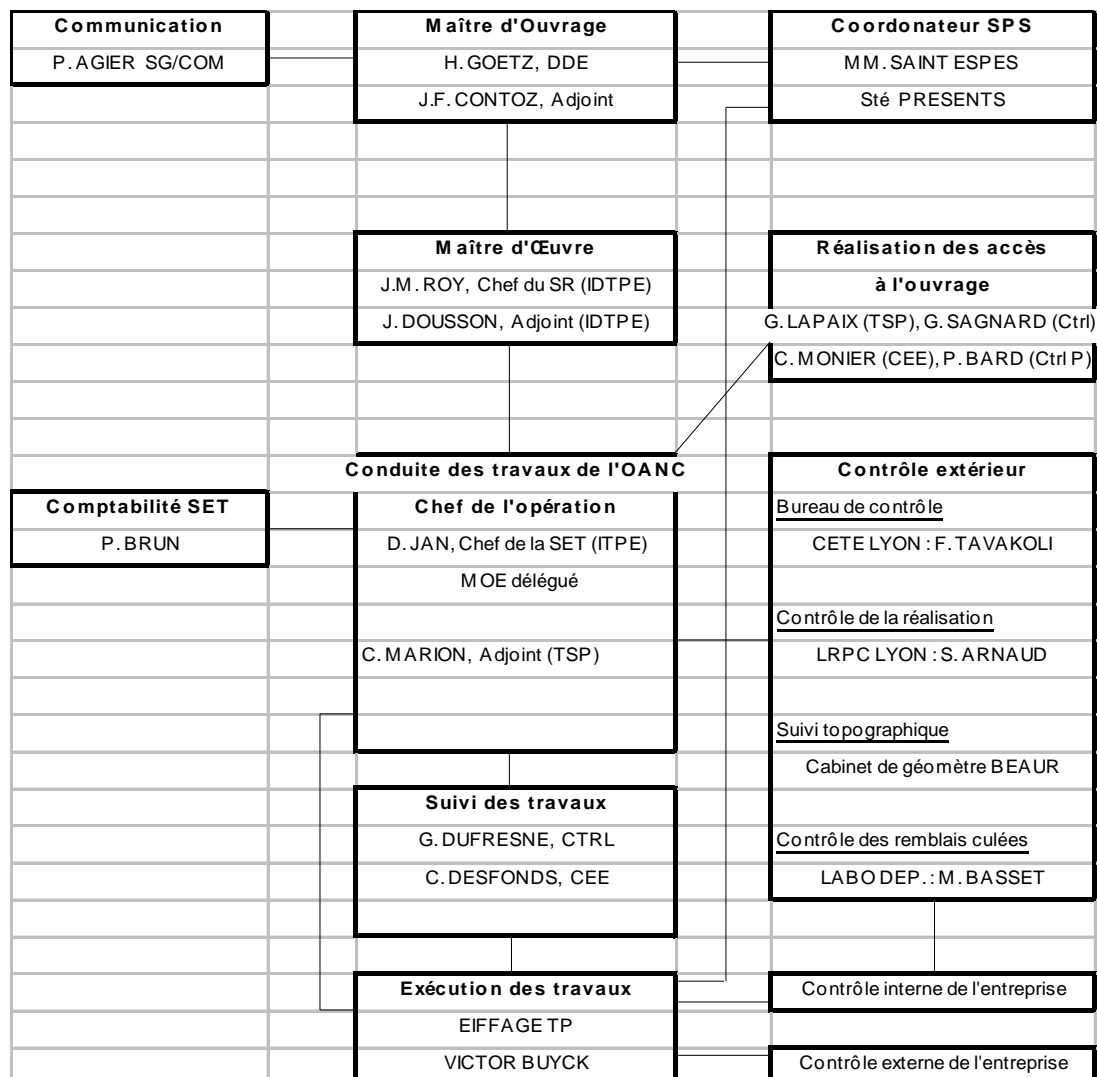 Communication
P. AGIER SG/COM
Maître d'Ouvrage
H. GOETZ, DDE
J.F. CONTOZ, Adjoint
Coordonateur SPS
MM. SAINT ESPES
Sté PRESENTS
Maître d'Œuvre
J.M. ROY, Chef du SR (IDTPE)
J. DOUSSON, Adjoint (IDTPE)
Réalisation des accès
à l'ouvrage
G. LAPAIX (TSP), G. SAGNARD (Ctrl)
C. MONIER (CEE), P. BARD (Ctrl P)
Conduite des travaux de l'OANC
Chef de l'opération
D. JAN, Chef de la SET (ITPE)
MOE délégué
C. MARION, Adjoint (TSP)
Comptabilité SET
P. BRUN
Contrôle extérieur
Bureau de contrôle
CETE LYON : F. TAVAKOLI
Contrôle de la réalisation
LRPC LYON : S. ARNAUD
Suivi topographique
Cabinet de géomètre BEAUR
Contrôle des remblais culées
LABO DEP. : M. BASSET
Suivi des travaux
G. DUFRESNE, CTRL
C. DESFONDS, CEE
Exécution des travaux
EIFFAGE TP
VICTOR BUYCK
Contrôle interne de l'entreprise
Contrôle externe de l'entreprise